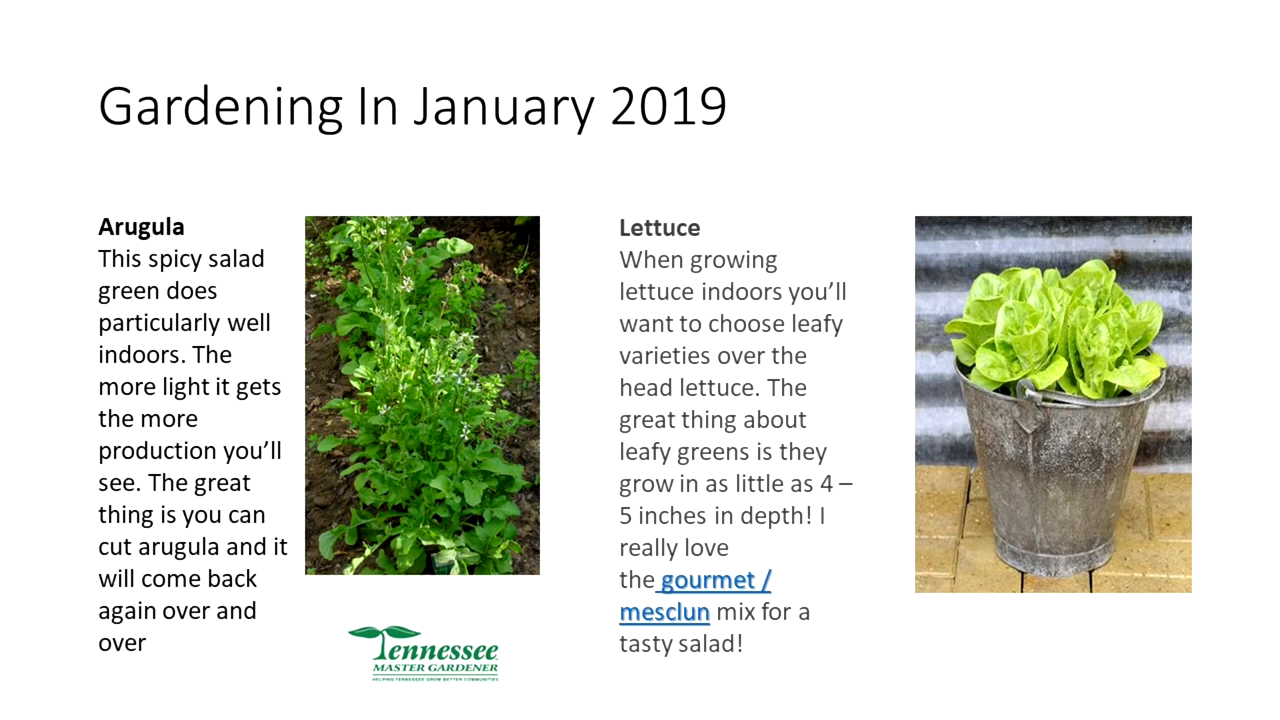 Gardening In January 2019
Arugula
This spicy salad
green does
particularly well
indoors. The
more light it gets
the more
production you’ll
see. The great
thing is you can
cut arugula and it
will come back
again over and
over
Lettuce
When growing
lettuce indoors you’ll
want to choose leafy
varieties over the
head lettuce. The
great thing about
leafy greens is they
grow in as little as 4 –
5 inches in depth! I
really love
the gourmet /
mesclun mix for a
tasty salad!
Tennessee
MASTER GARDENER
HELPING TENNESSEE GROW BETTER COMMUNITIES